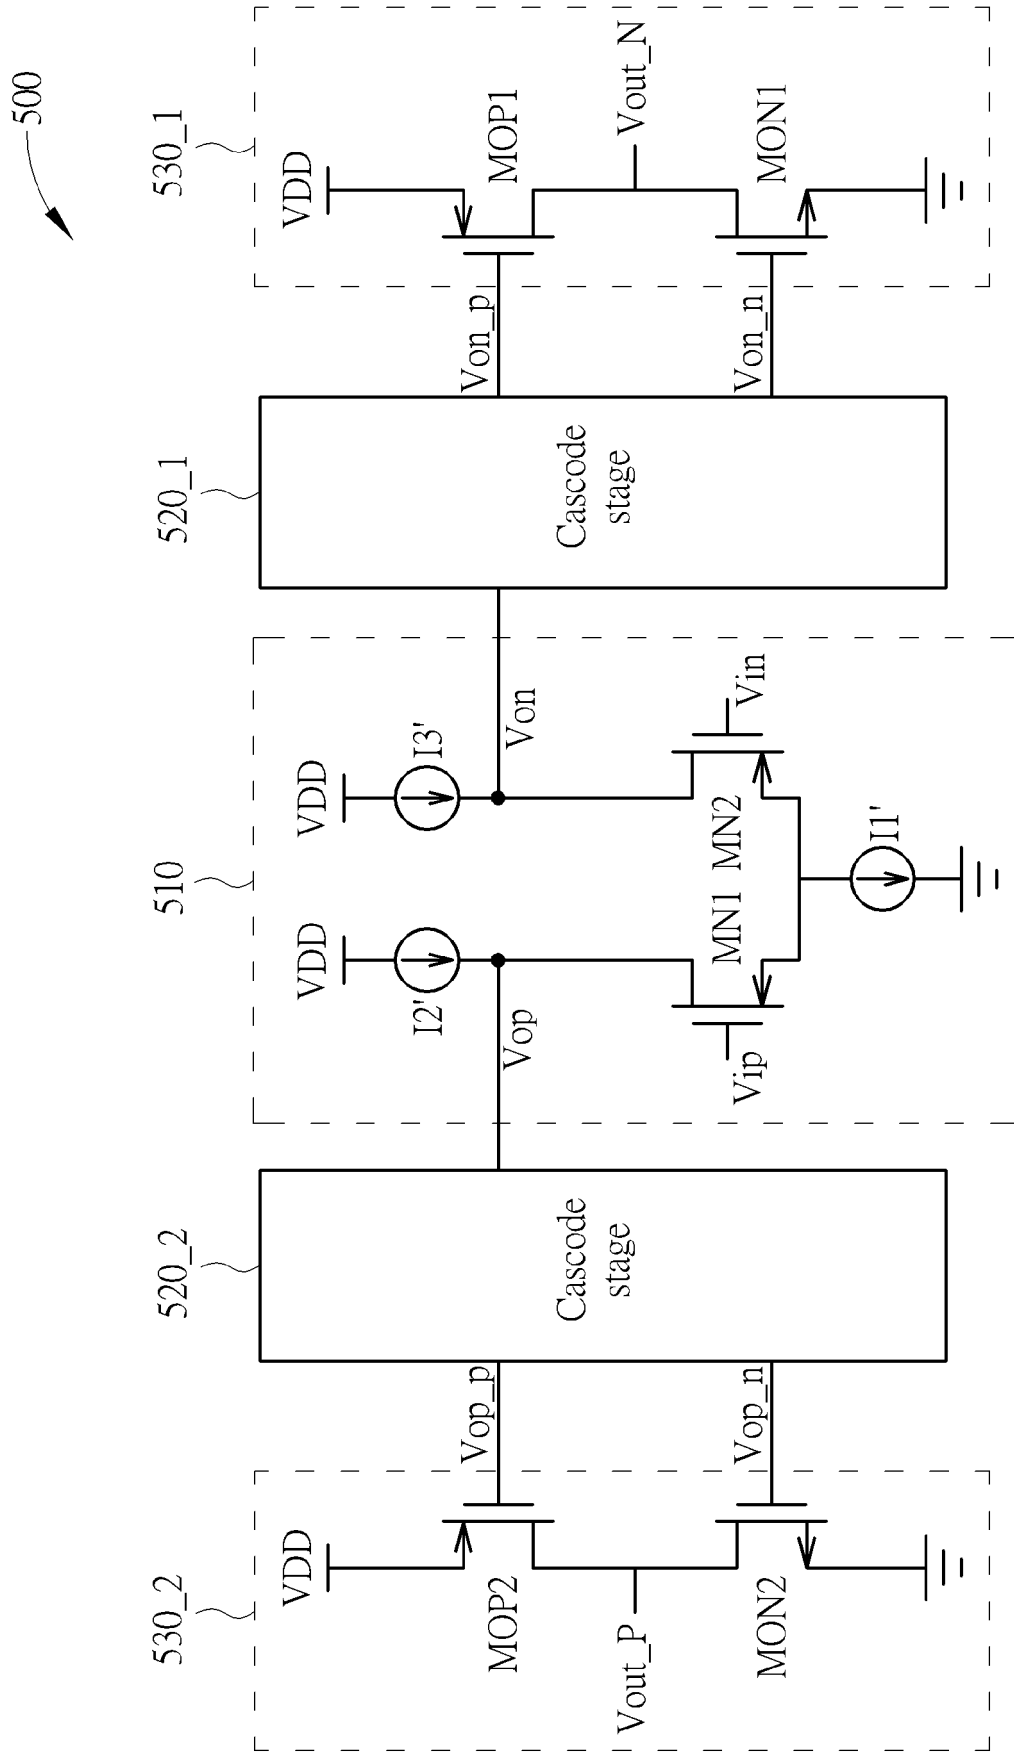 500
530_2
520_2
510
520_1
530_1
VDD
VDD
VDD
VDD
I2'
I3'
MOP2
Vop_p
Vop
Von
Von_p
MOP1
Vout_P
Cascode
stage
Cascode
stage
Vout_N
MON2
Vop_n
Vip
MN1
MN2
Vin
Von_n
MON1
I1'